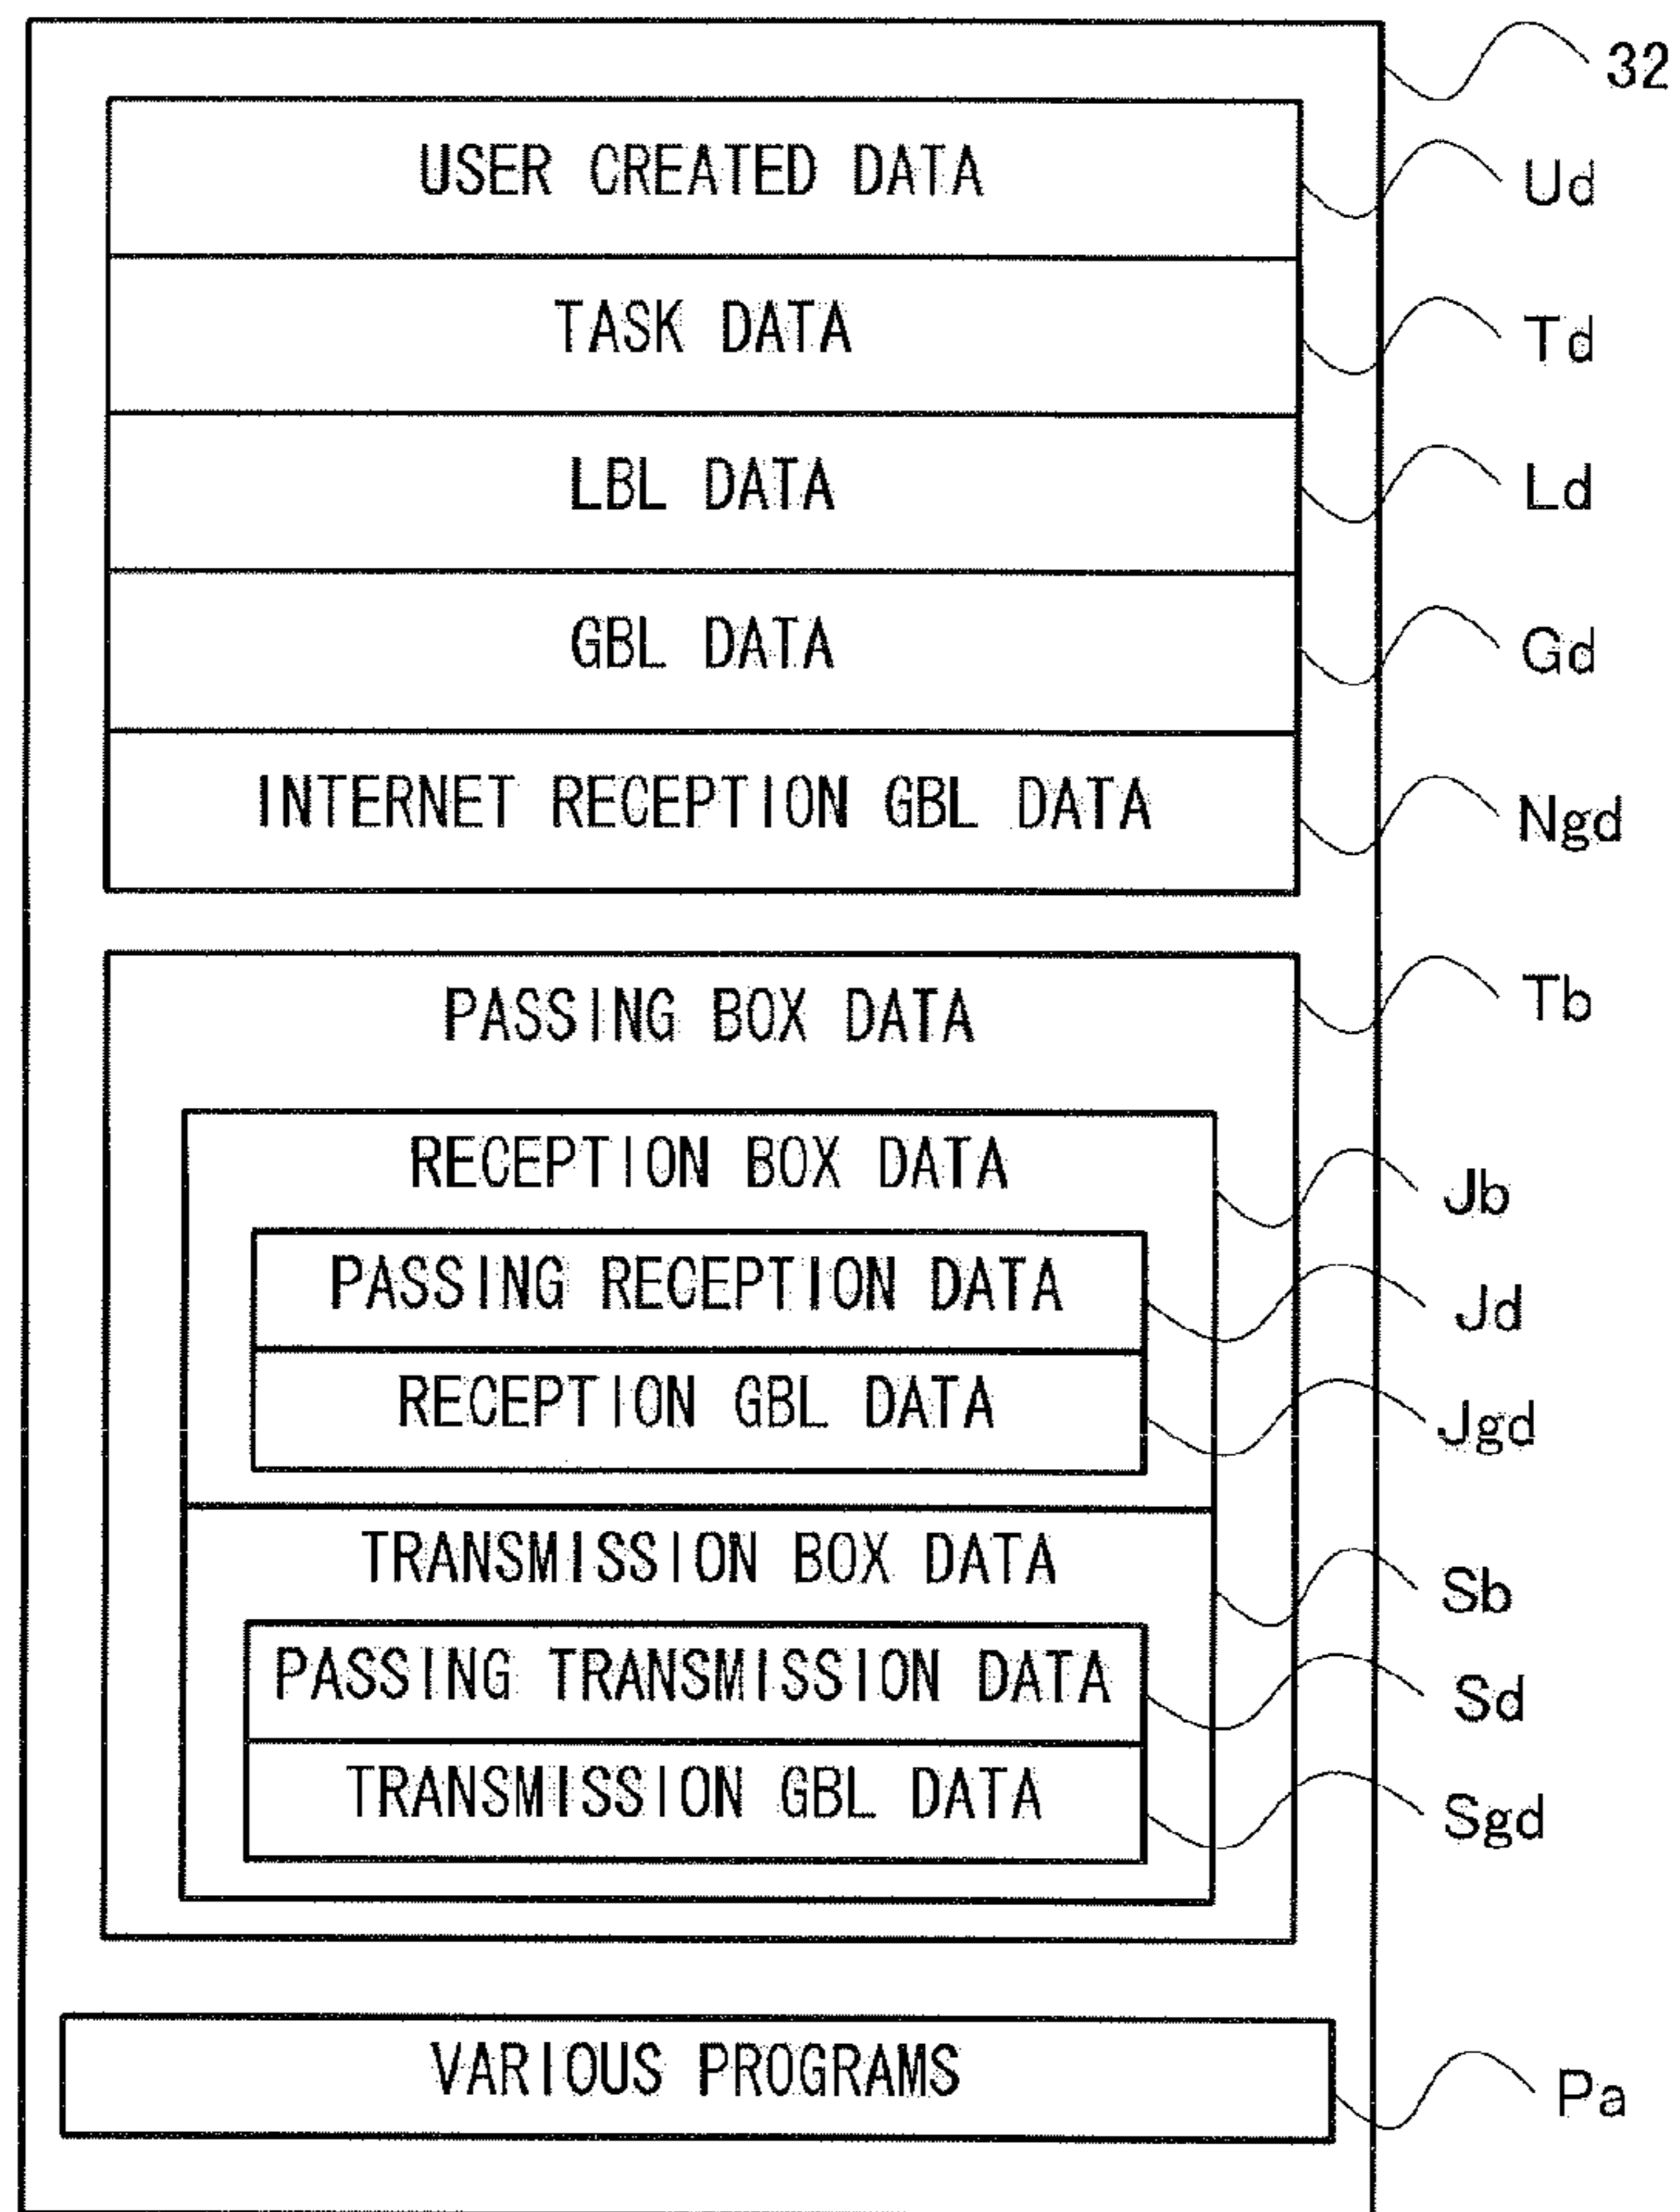 32
USER CREATED DATA Ud
TASK DATA Td
LBL DATA Ld
GBL DATA Gd
INTERNET RECEPTION GBL DATA Ngd
PASSING BOX DATA Tb
RECEPTION BOX DATA Jb
PASSING RECEPTION DATA Jd
RECEPTION GBL DATA Jgd
TRANSMISSION BOX DATA Sb
PASSING TRANSMISSION DATA Sd
TRANSMISSION GBL DATA Sgd
VARIOUS PROGRAMS Pa